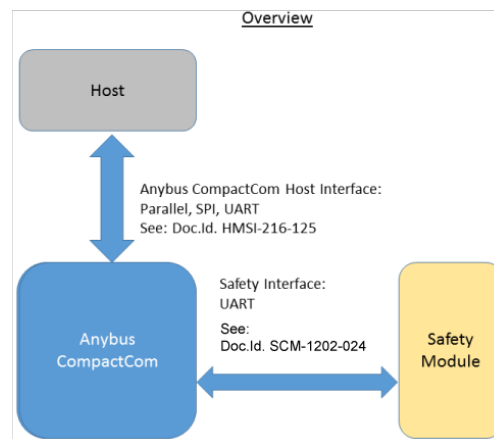 Overview
Host
Anybus CompactCom Host Interface:
Parallel, SPI, UART
See: Doc.Id. HMSI-216-125
Safety Interface:
UART
See:
Doc.Id. SCM-1202-024
Anybus
CompactCom
Safety
Module